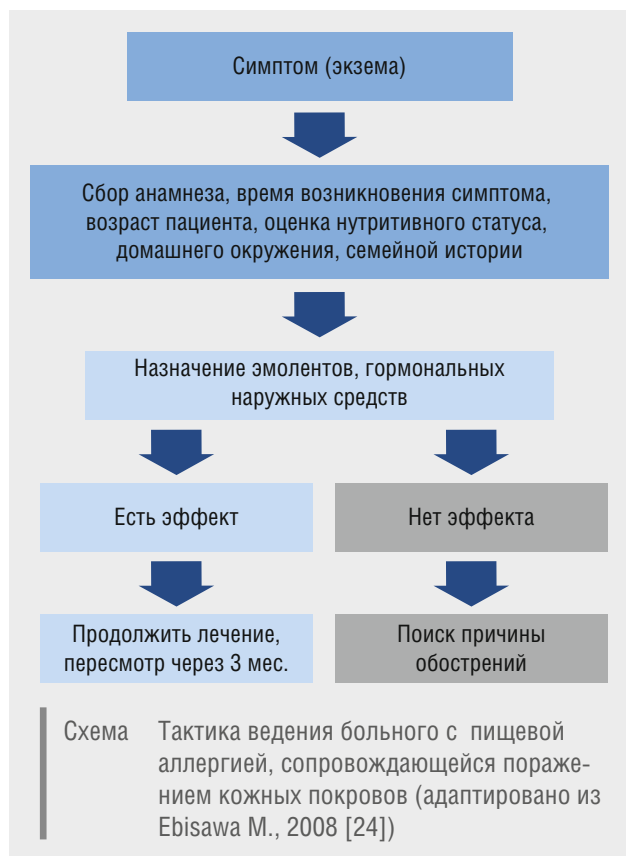 Симптом (экзема)
Сбор анамнеза, время возникновения симптома,
возраст пациента, оценка нутритивного статуса,
домашнего окружения, семейной истории
Назначение эмолентов, гормональных
наружных средств
Есть эффект
Нет эффекта
Продолжить лечение,
пересмотр через 3 мес.
Поиск причины
обострений
Схема Тактика ведения больного с пищевой
аллергией, сопровождающейся пораже-
нием кожных покровов (адаптировано из
Ebisawa M., 2008 [24])